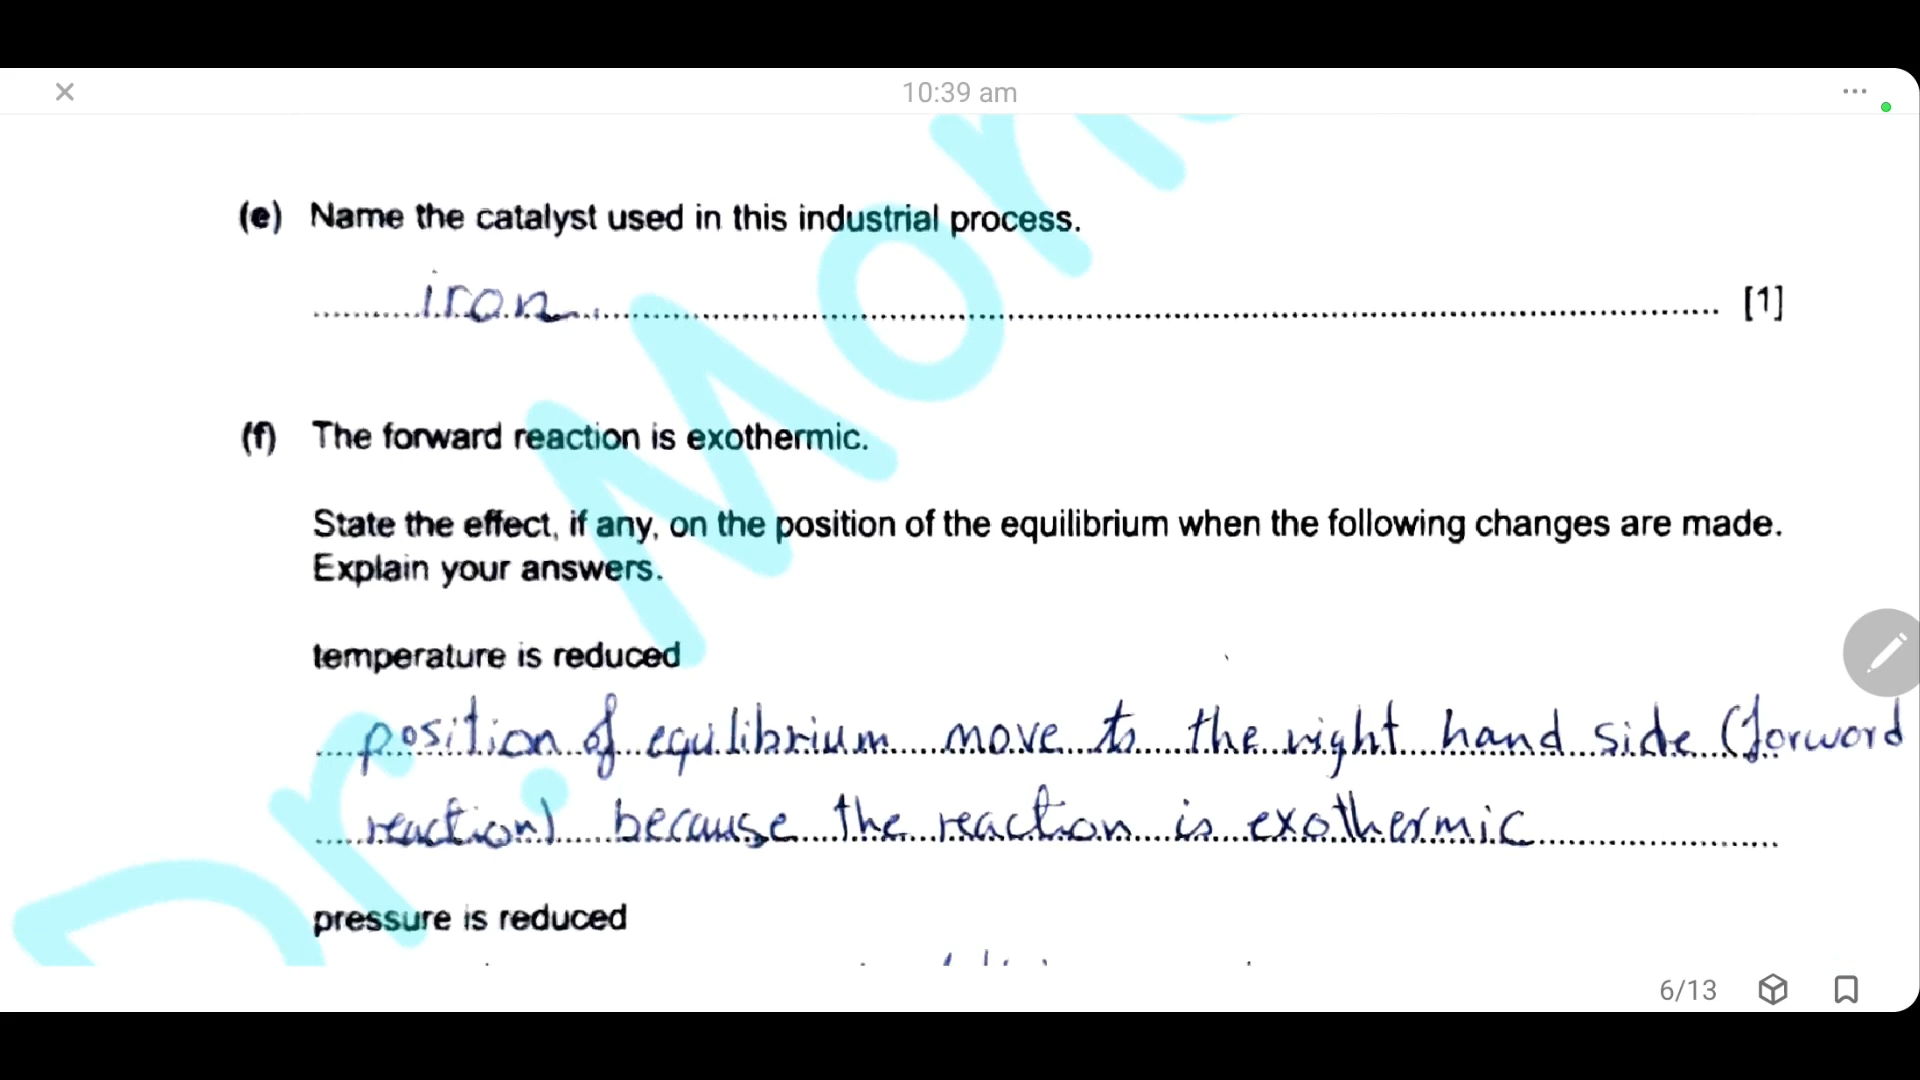 10:39 am
(e) Name the catalyst used in this industrial process.
iron [1]
(f) The forward reaction is exothermic.
State the effect, if any, on the position of the equilibrium when the following changes are made.
Explain your answers.
temperature is reduced
position of equilibrium move to the right hand side (forword
reaction) because the reaction is exothermic
pressure is reduced
6/13
Dr. Mon